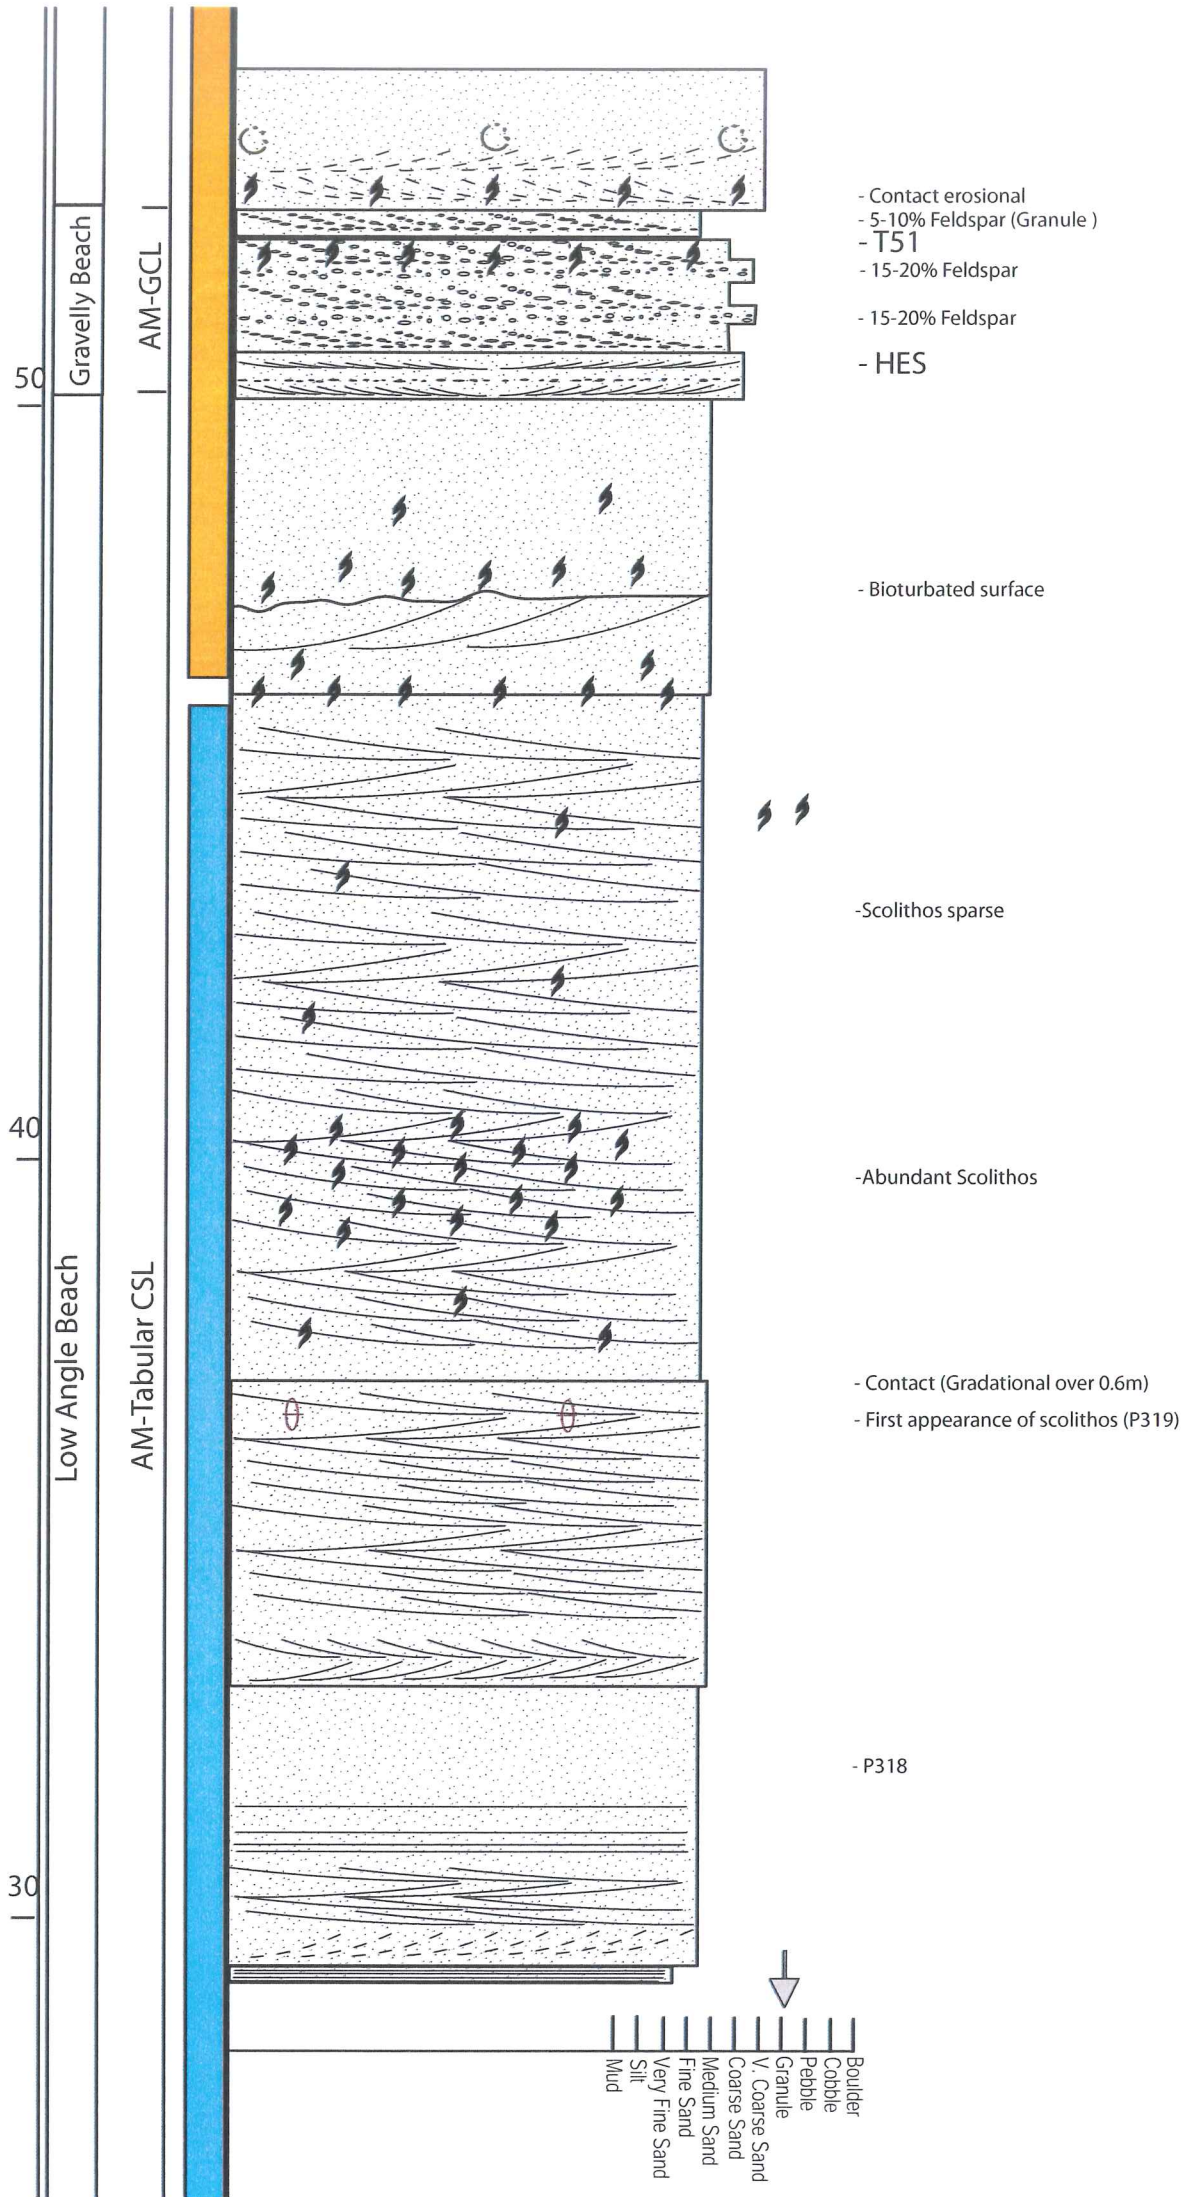 - Contact erosional
- 5-10% Feldspar (Granule )
- T51
- 15-20% Feldspar
- 15-20% Feldspar
- HES
Gravelly Beach
AM-GCL
50
- Bioturbated surface
-Scolithos sparse
40
-Abundant Scolithos
Low Angle Beach
AM-Tabular CSL
- Contact (Gradational over 0.6m)
- First appearance of scolithos (P319)
- P318
30
Mud
Silt
Very Fine Sand
Fine Sand
Medium Sand
Coarse Sand
V. Coarse Sand
Granule
Pebble
Cobble
Boulder